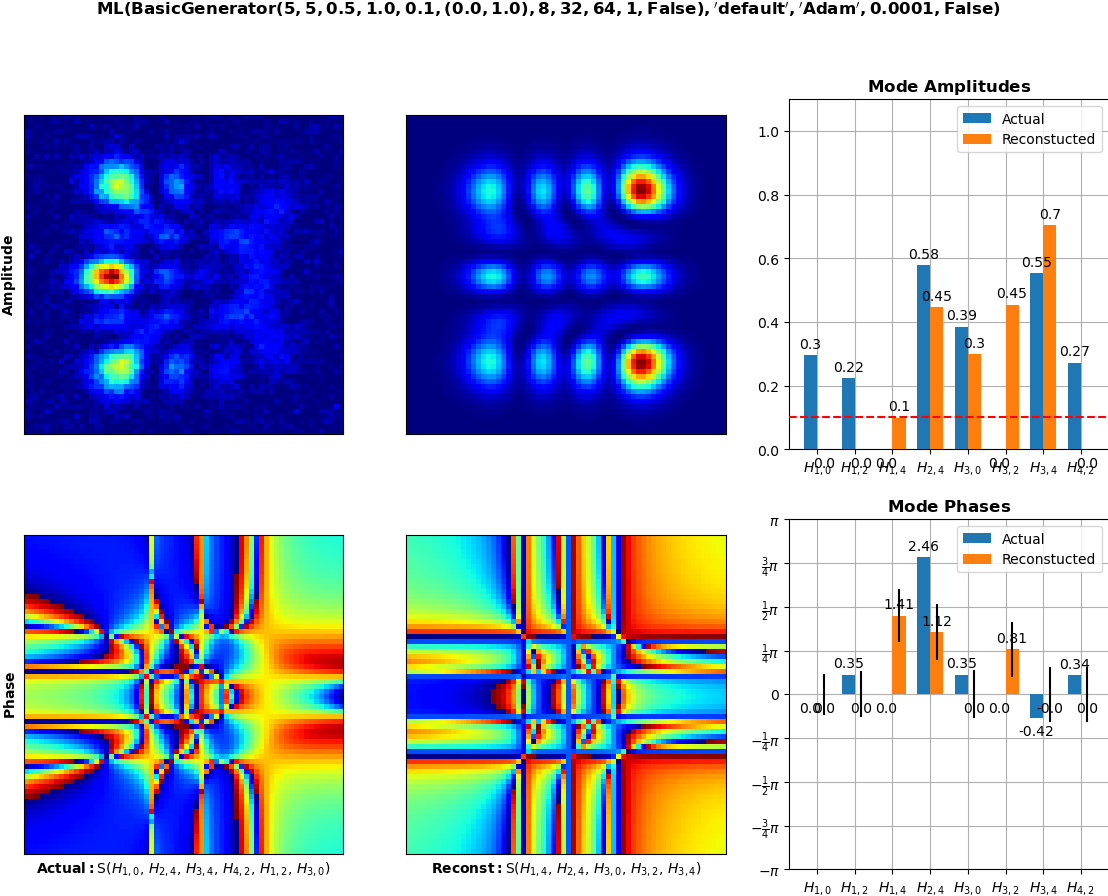 ML(BasicGenerator(5, 5, 0.5, 1.0, 0.1, (0.0, 1.0), 8, 32, 64, 1, False), 'default', 'Adam', 0.0001, False)
Mode Amplitudes
Actual
Reconstucted
1.0
0.8
0.6
0.4
0.2
0.0
0.3
0.22
0.1
0.58
0.45
0.39
0.3
0.45
0.55
0.7
0.27
0.0
0.0
0.0
0.0
0.0
H1,0 H1,2 H1,4 H2,4 H3,0 H3,2 H3,4 H4,2
Amplitude
Mode Phases
Actual
Reconstucted
π
3/4π
1/2π
1/4π
0
−1/4π
−1/2π
−3/4π
−π
0.0
0.0
0.35
0.0
0.0
1.41
2.46
1.12
0.35
0.0
0.0
0.81
-0.42
-0.0
0.34
0.0
H1,0 H1,2 H1,4 H2,4 H3,0 H3,2 H3,4 H4,2
Phase
Actual: S(H1,0, H2,4, H3,4, H4,2, H1,2, H3,0)
Reconst: S(H1,4, H2,4, H3,0, H3,2, H3,4)